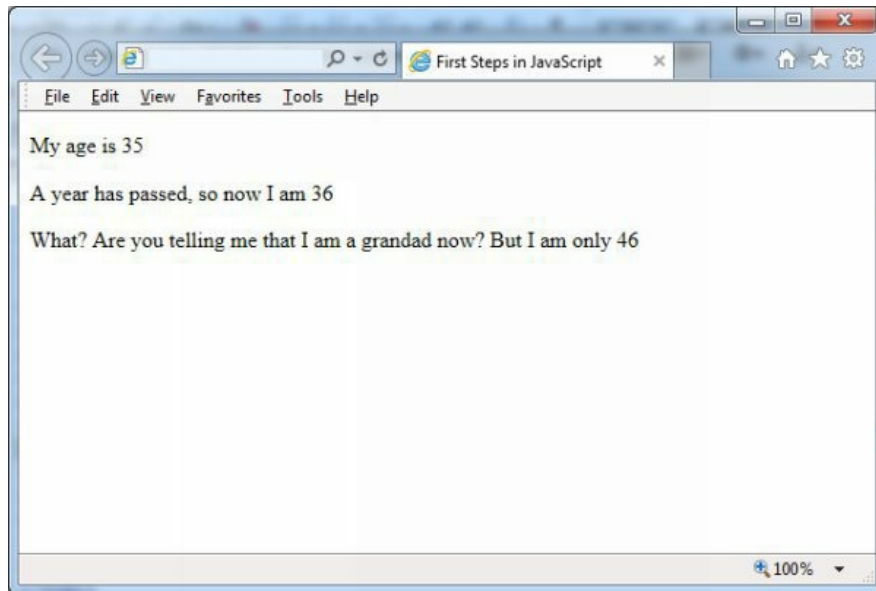 First Steps in JavaScript
File Edit View Favorites Tools Help
My age is 35
A year has passed, so now I am 36
What? Are you telling me that I am a grandad now? But I am only 46
100%